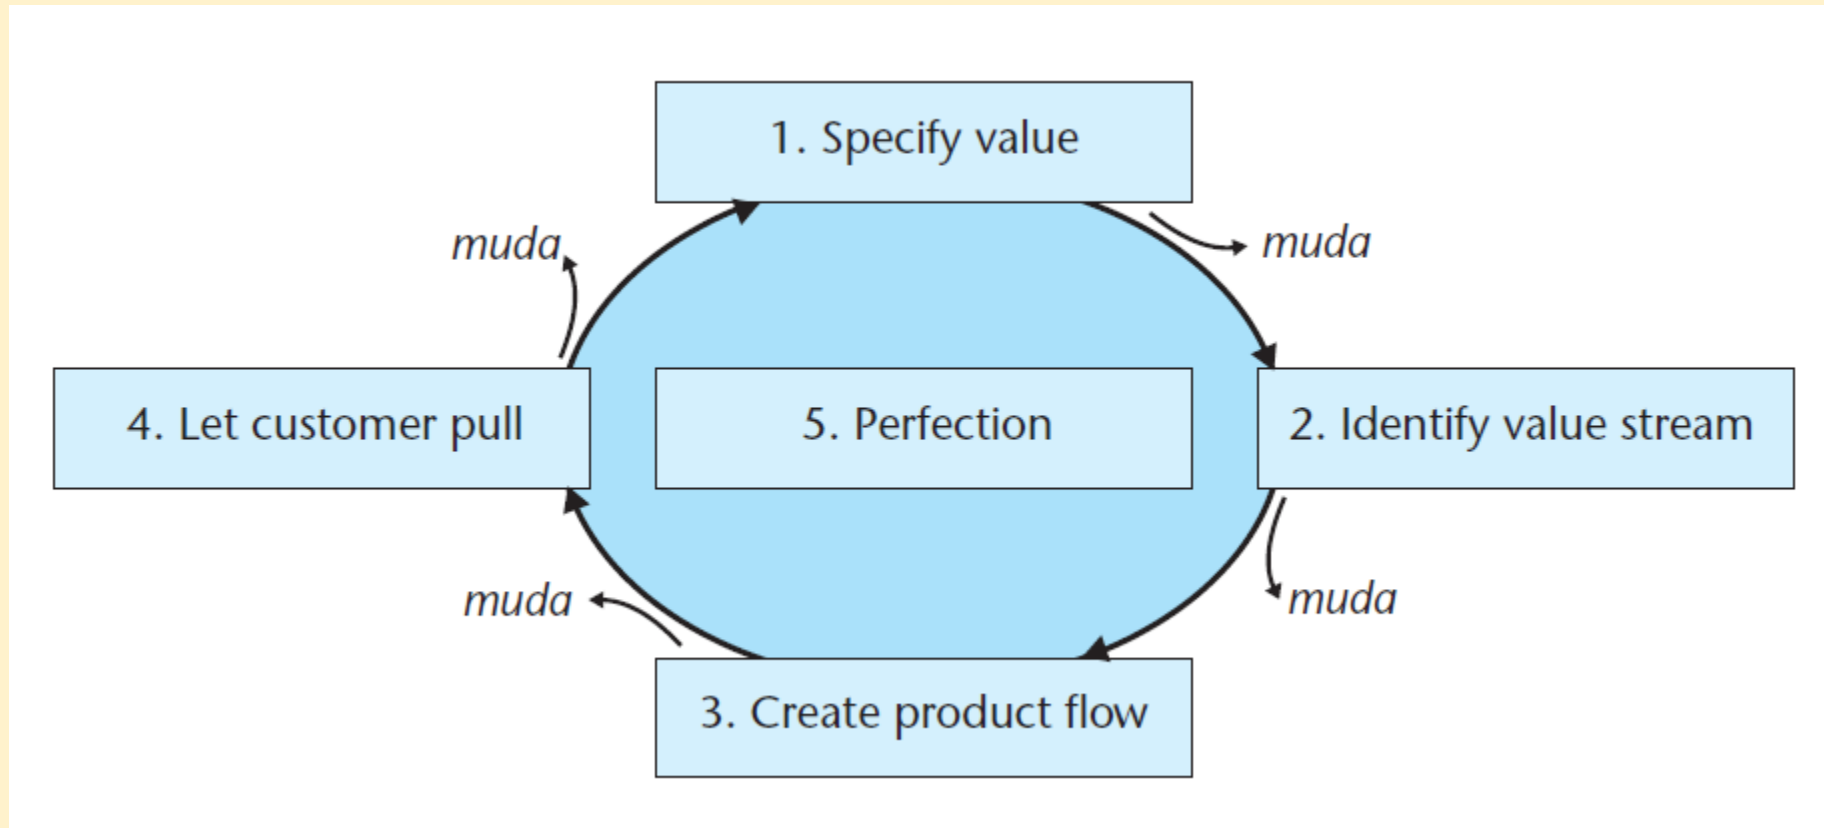 1. Specify value
muda
muda
4. Let customer pull
5. Perfection
2. Identify value stream
muda
muda
3. Create product flow